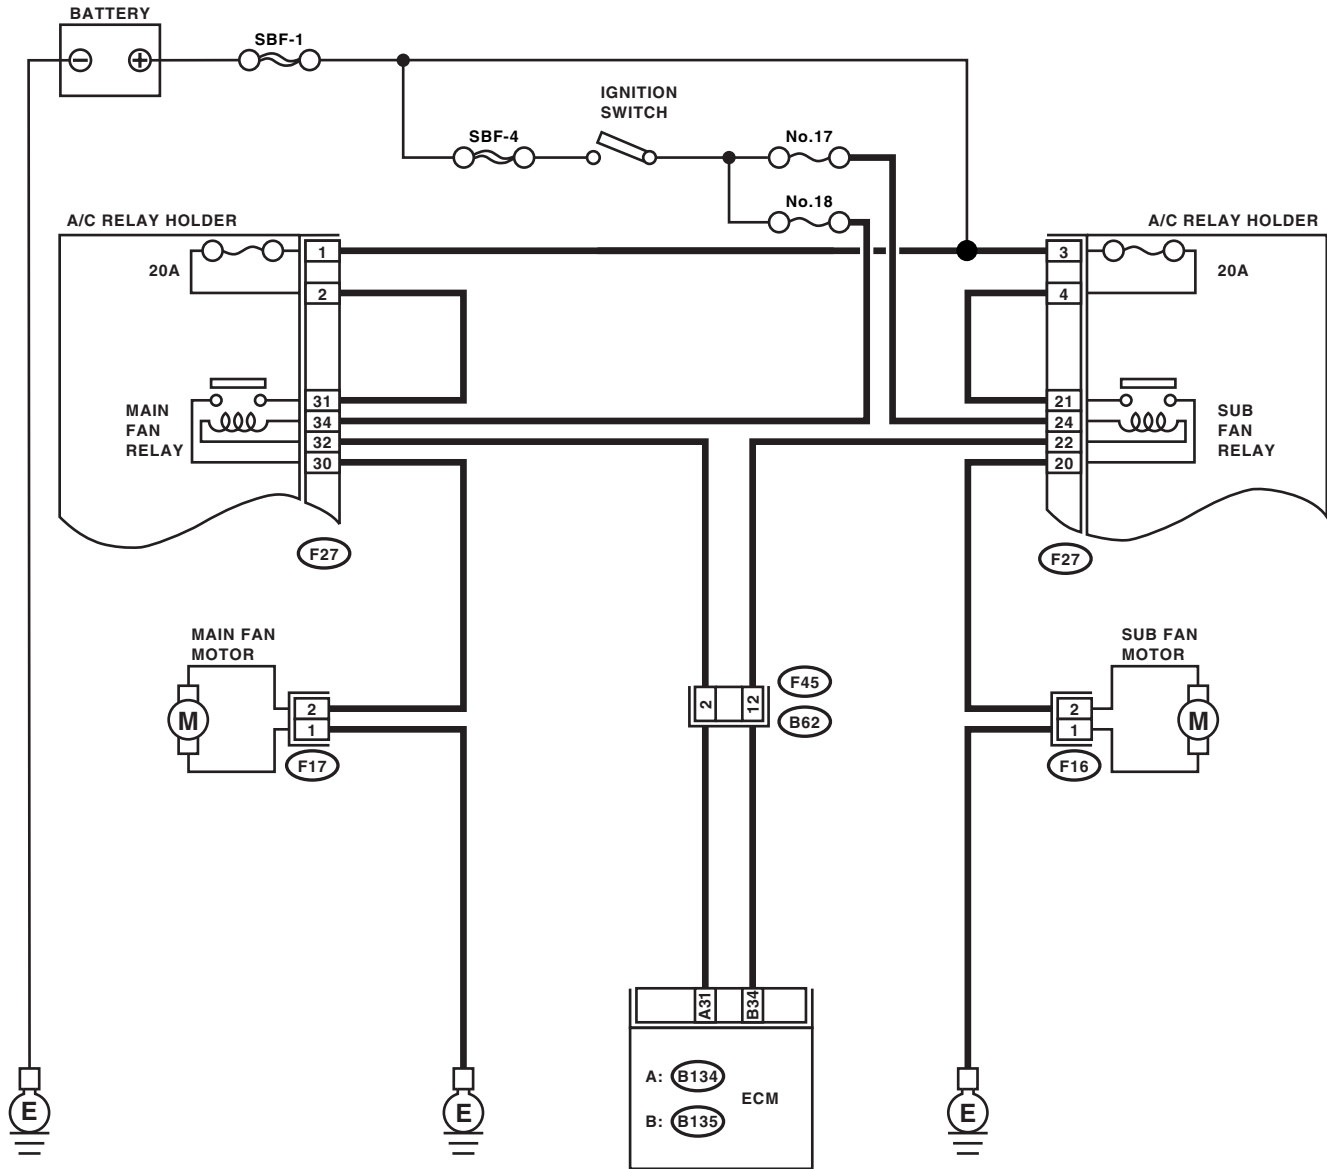 BATTERY
SBF-1
IGNITION
SWITCH
SBF-4
No.17
No.18
A/C RELAY HOLDER
A/C RELAY HOLDER
20A
1
2
3
4
20A
MAIN
FAN
RELAY
31
34
32
30
21
24
22
20
SUB
FAN
RELAY
F27
F27
MAIN FAN
MOTOR
M
2
1
F17
2
12
F45
B62
SUB FAN
MOTOR
2
1
M
F16
A31
B34
A: B134
B: B135
ECM
E
E
E